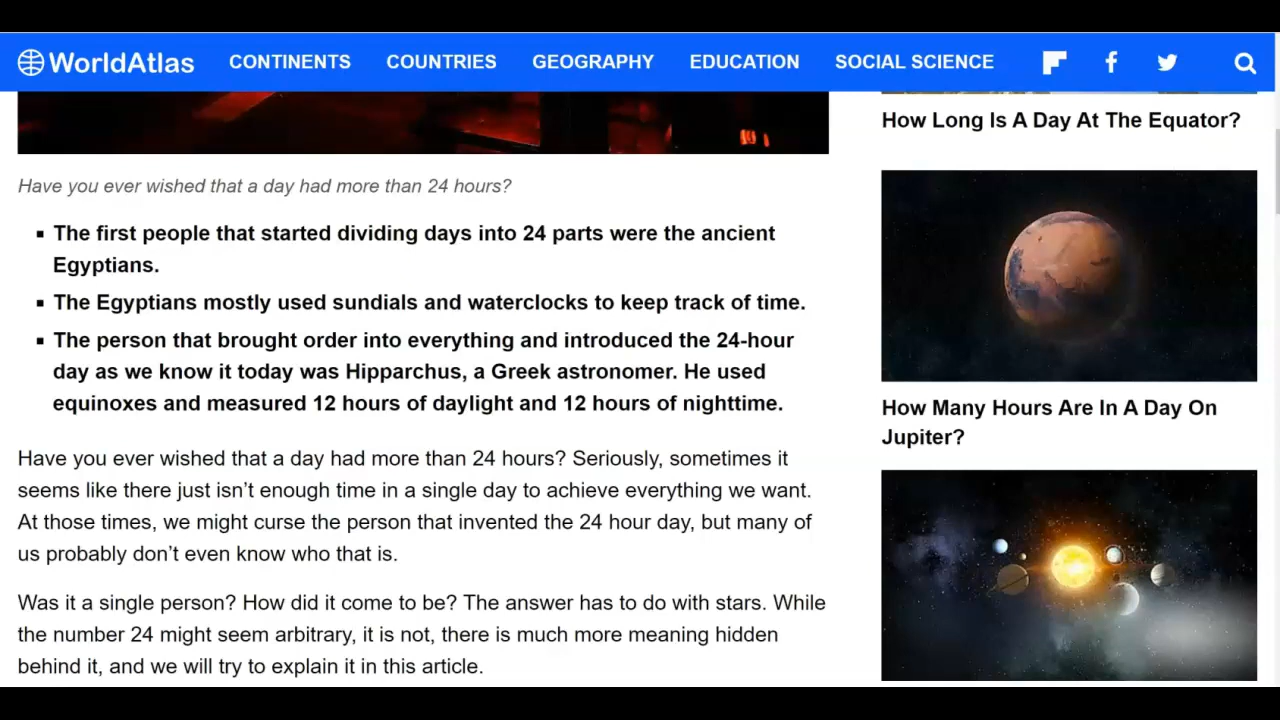 WorldAtlas CONTINENTS COUNTRIES GEOGRAPHY EDUCATION SOCIAL SCIENCE
Have you ever wished that a day had more than 24 hours?
▪ The first people that started dividing days into 24 parts were the ancient
Egyptians.
▪ The Egyptians mostly used sundials and waterclocks to keep track of time.
▪ The person that brought order into everything and introduced the 24-hour
day as we know it today was Hipparchus, a Greek astronomer. He used
equinoxes and measured 12 hours of daylight and 12 hours of nighttime.
Have you ever wished that a day had more than 24 hours? Seriously, sometimes it
seems like there just isn’t enough time in a single day to achieve everything we want.
At those times, we might curse the person that invented the 24 hour day, but many of
us probably don’t even know who that is.
Was it a single person? How did it come to be? The answer has to do with stars. While
the number 24 might seem arbitrary, it is not, there is much more meaning hidden
behind it, and we will try to explain it in this article.
How Long Is A Day At The Equator?
How Many Hours Are In A Day On
Jupiter?